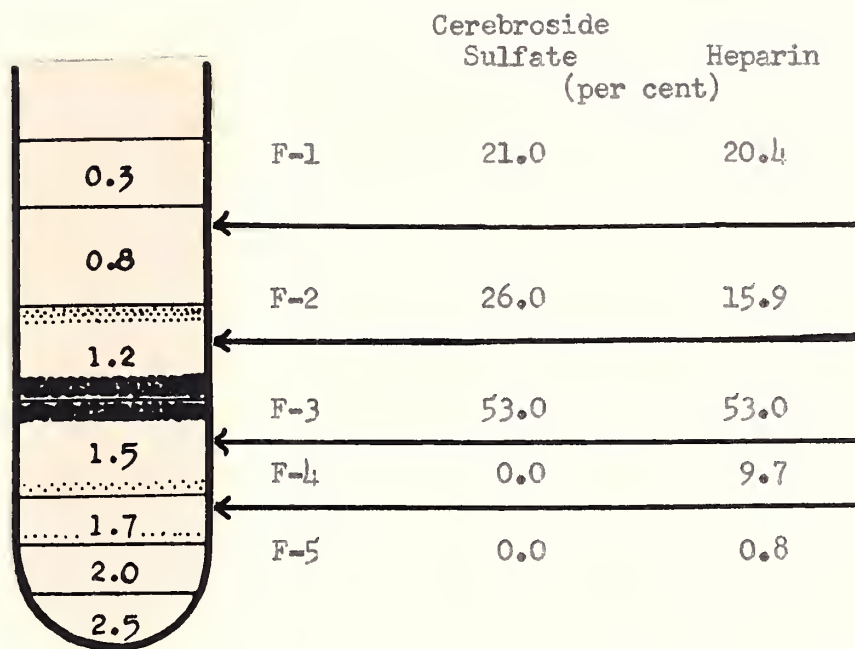 Cerebroside
Sulfate Heparin
(per cent)
F-1 21.0 20.4
0.3
0.8
F-2 26.0 15.9
1.2
F-3 53.0 53.0
1.5
F-4 0.0 9.7
1.7
F-5 0.0 0.8
2.0
2.5